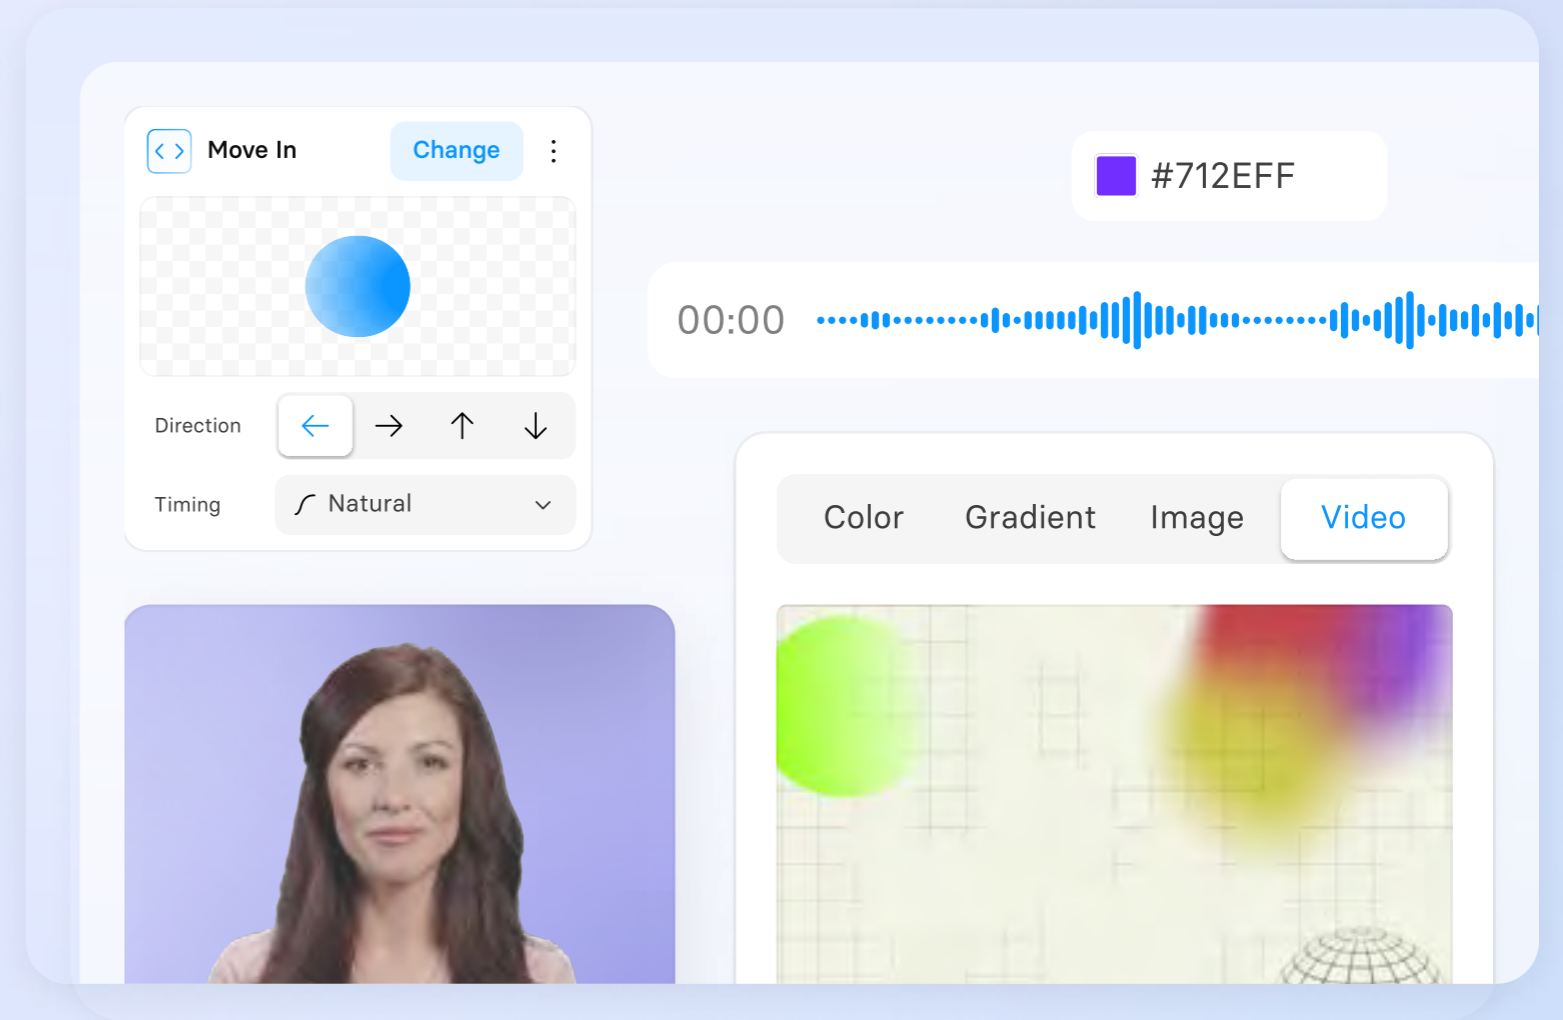 Move In
Change
#712EFF
00:00
Direction
Timing
Natural
Color
Gradient
Image
Video